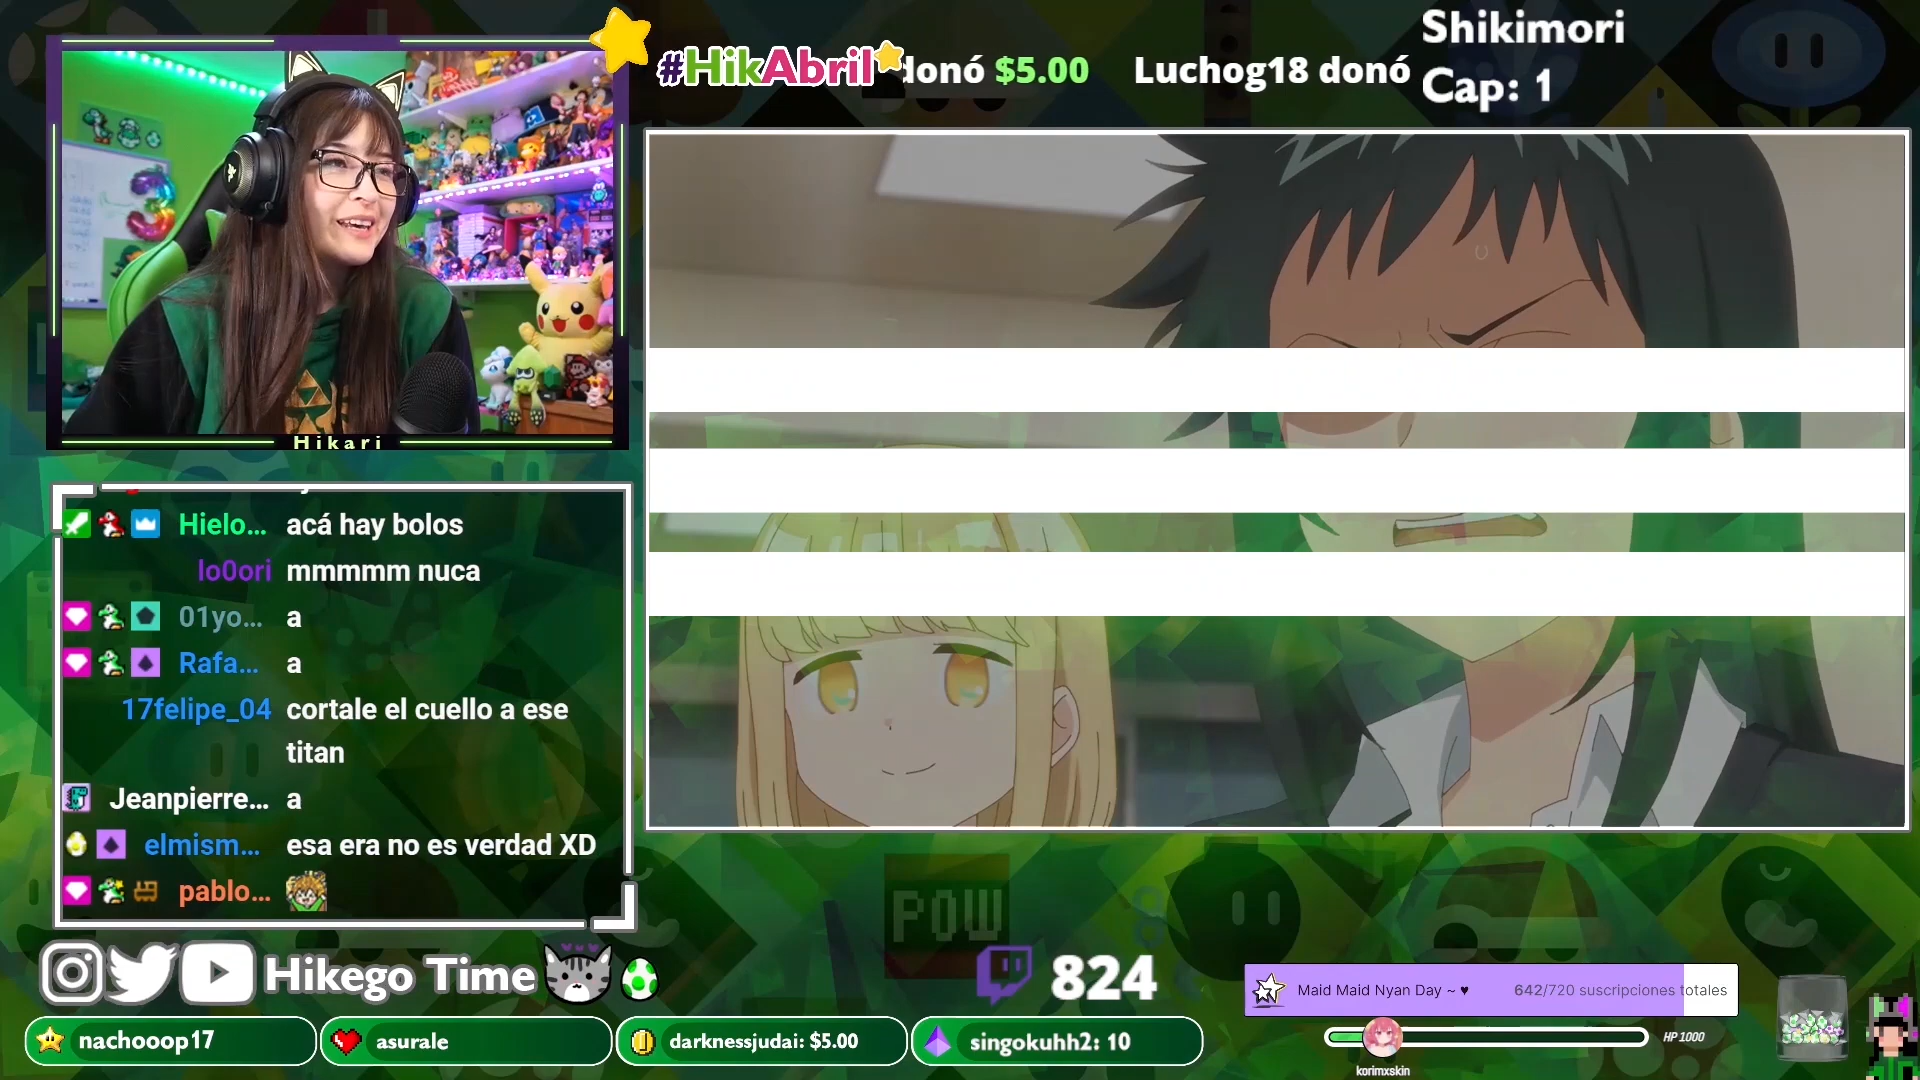 #HikAbril
donó $5.00
Luchog18 donó
Shikimori
Cap: 1
Hikari
Hielo... acá hay bolos
lo0ori mmmmm nuca
01yo... a
Rafa... a
17felipe_04 cortale el cuello a ese
titan
Jeanpierre... a
elmism... esa era no es verdad XD
pablo...
POW
Hikego Time
824
Maid Maid Nyan Day ~ ♥ 642/720 suscripciones totales
HP 1000
korimxskin
nachooop17
asurale
darknessjudai: $5.00
singokuhh2: 10